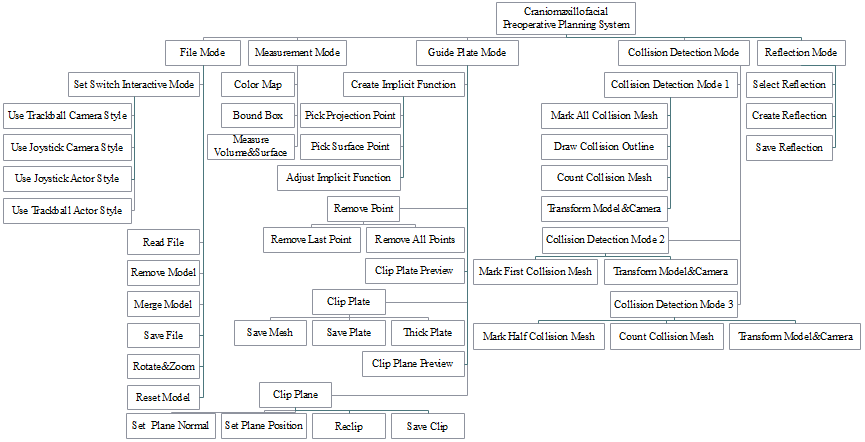 Craniomaxillofacial
Preoperative Planning System
File Mode
Measurement Mode
Guide Plate Mode
Collision Detection Mode
Reflection Mode
Set Switch Interactive Mode
Color Map
Create Implicit Function
Collision Detection Mode 1
Select Reflection
Use Trackball Camera Style
Bound Box
Pick Projection Point
Mark All Collision Mesh
Create Reflection
Use Joystick Camera Style
Measure
Volume&Surface
Pick Surface Point
Draw Collision Outline
Save Reflection
Use Joystick Actor Style
Adjust Implicit Function
Count Collision Mesh
Use Trackball Actor Style
Remove Point
Transform Model&Camera
Read File
Remove Last Point
Remove All Points
Collision Detection Mode 2
Remove Model
Clip Plate Preview
Mark First Collision Mesh
Transform Model&Camera
Merge Model
Clip Plate
Collision Detection Mode 3
Save File
Save Mesh
Save Plate
Thick Plate
Mark Half Collision Mesh
Count Collision Mesh
Transform Model&Camera
Rotate&Zoom
Clip Plane Preview
Reset Model
Clip Plane
Set Plane Normal
Set Plane Position
Reclip
Save Clip